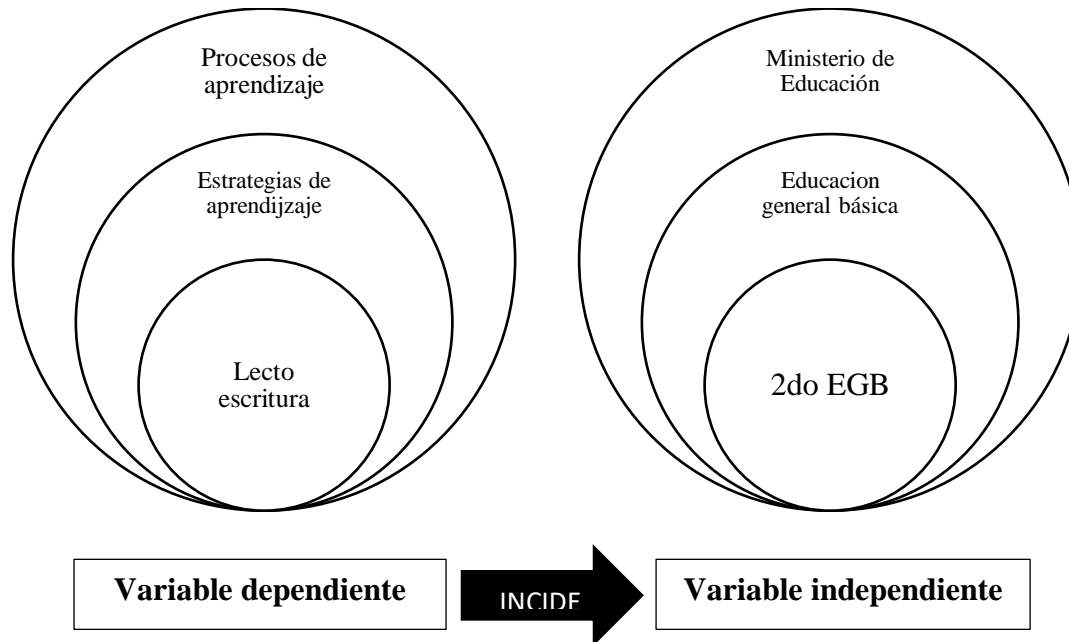 Procesos de
aprendizaje
Estrategias de
aprendijzaje
Lecto
escritura
Ministerio de
Educación
Educacion
general básica
2do EGB
Variable dependiente
INCIDE
Variable independiente